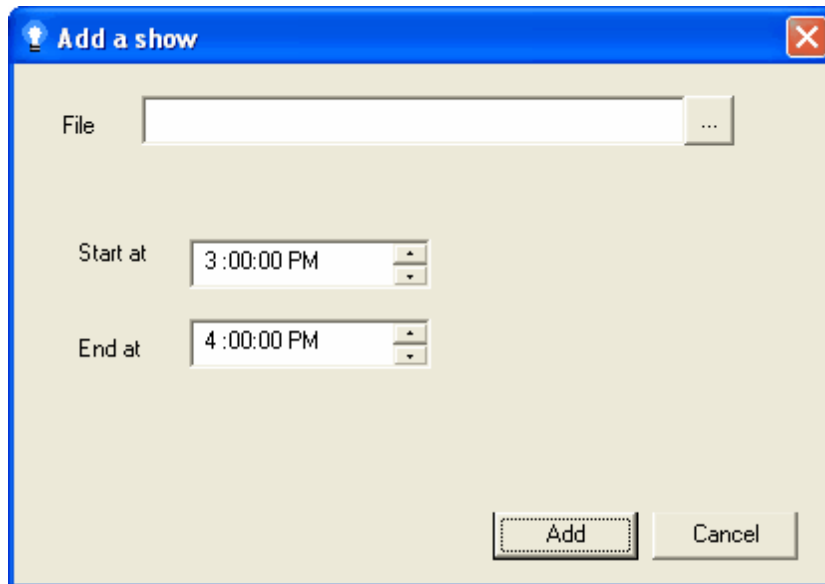 Add a show
File ...
Start at 3 :00:00 PM
End at 4 :00:00 PM
Add Cancel